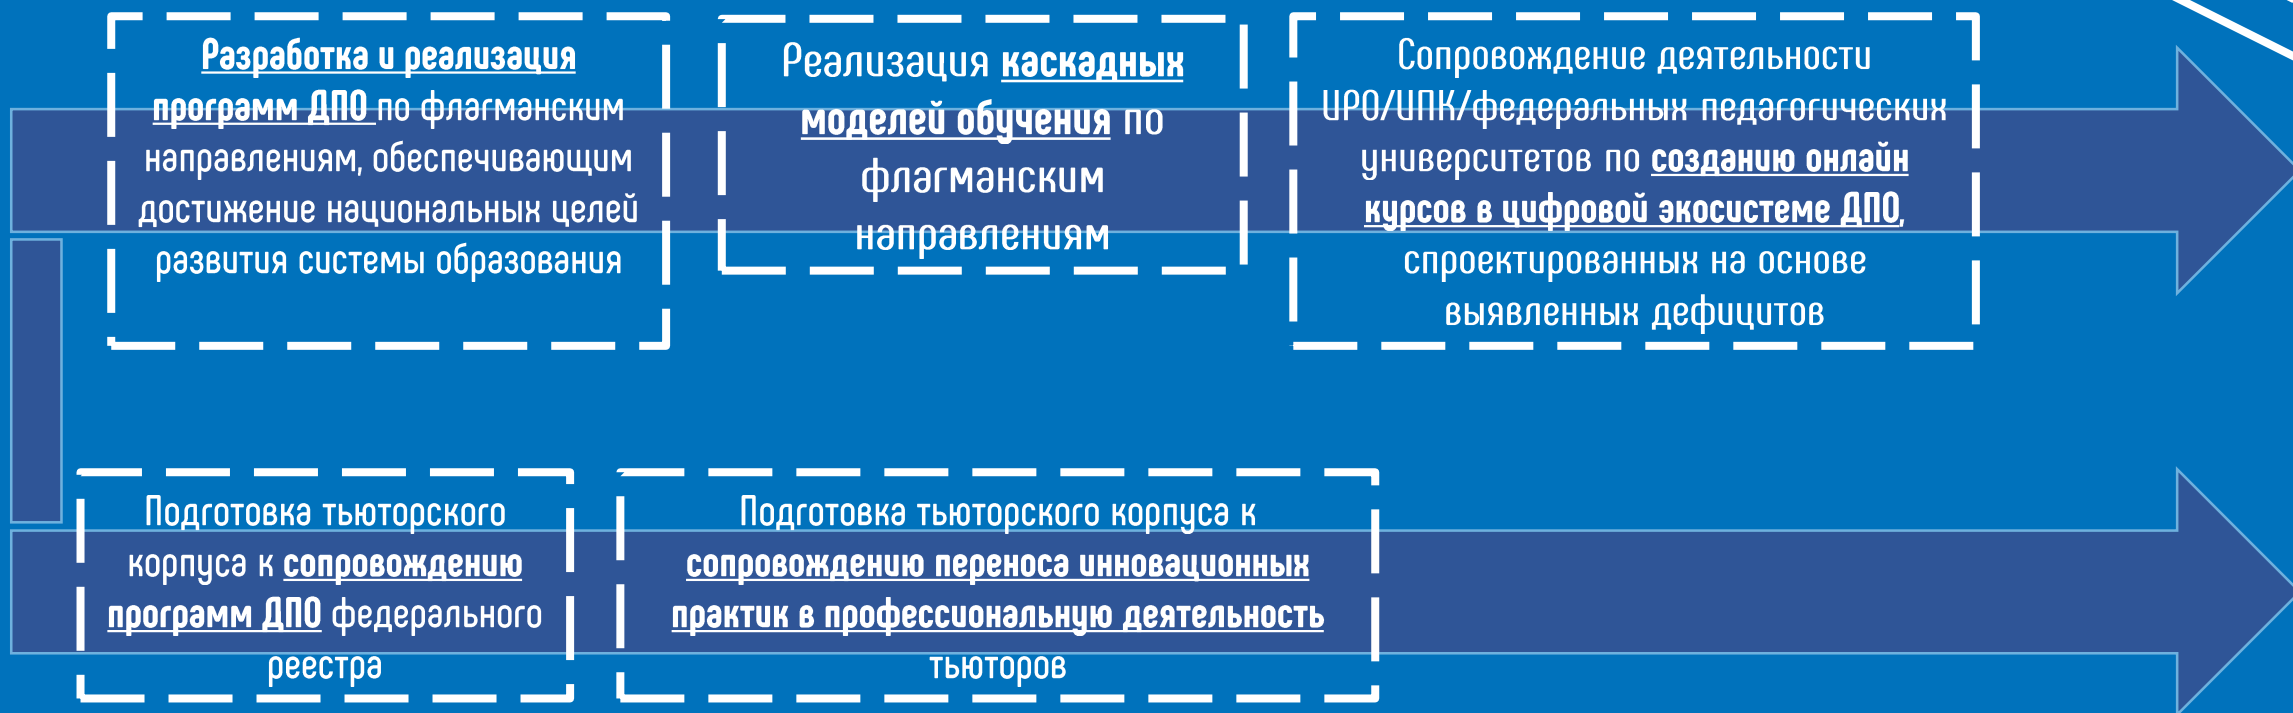 Разработка и реализация
программ ДПО по флагманским
направлениям, обеспечивающим
достижение национальных целей
развития системы образования
Реализация каскадных
моделей обучения по
флагманским
направлениям
Сопровождение деятельности
ИРО/ИПК/федеральных педагогических
университетов по созданию онлайн
курсов в цифровой экосистеме ДПО,
спроектированных на основе
выявленных дефицитов
Подготовка тьюторского
корпуса к сопровождению
программ ДПО федерального
реестра
Подготовка тьюторского корпуса к
сопровождению переноса инновационных
практик в профессиональную деятельность
тьюторов